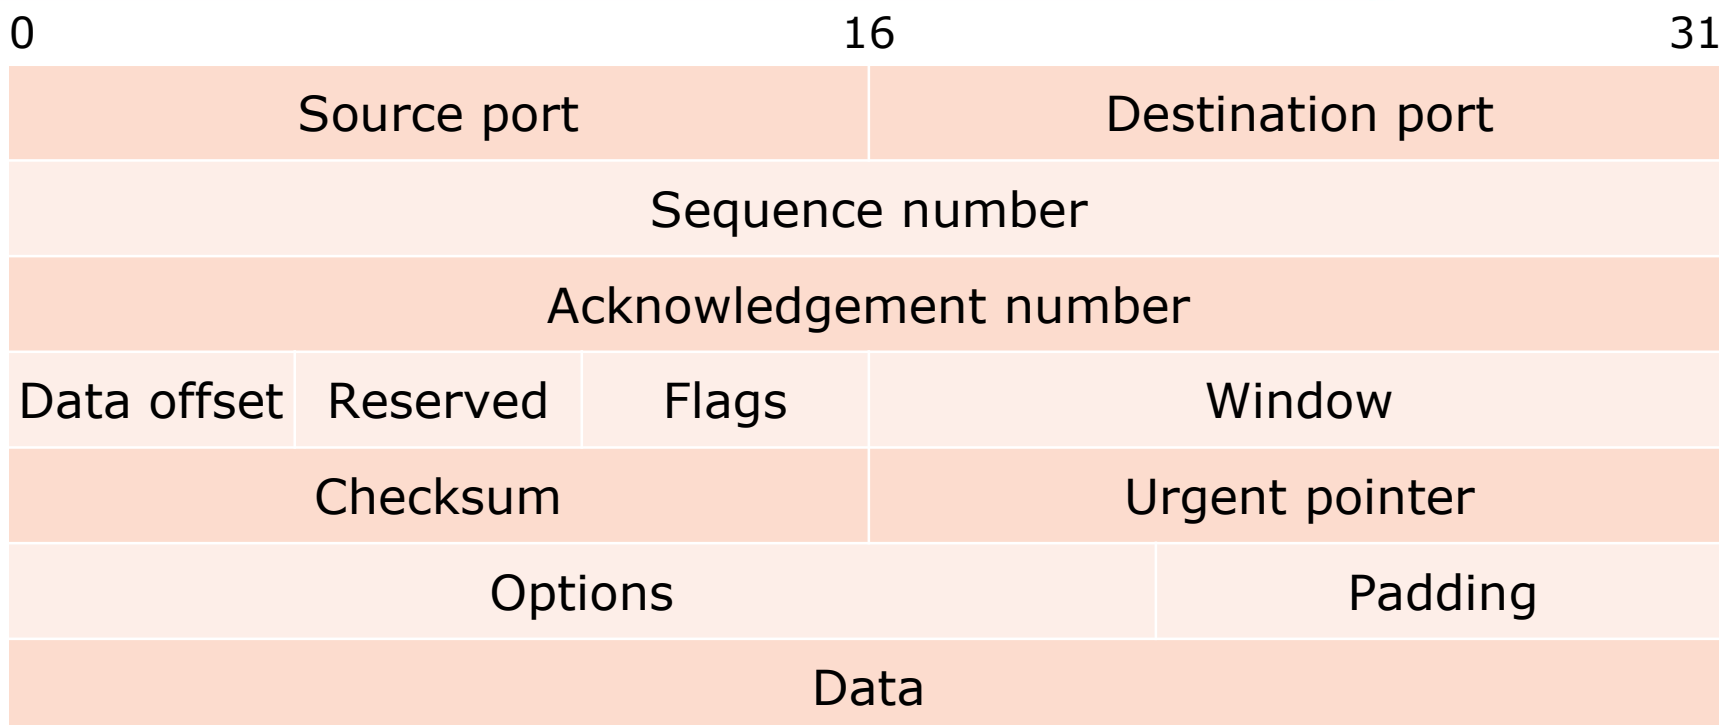 0 16 31
Source port Destination port
Sequence number
Acknowledgement number
Data offset Reserved Flags Window
Checksum Urgent pointer
Options Padding
Data